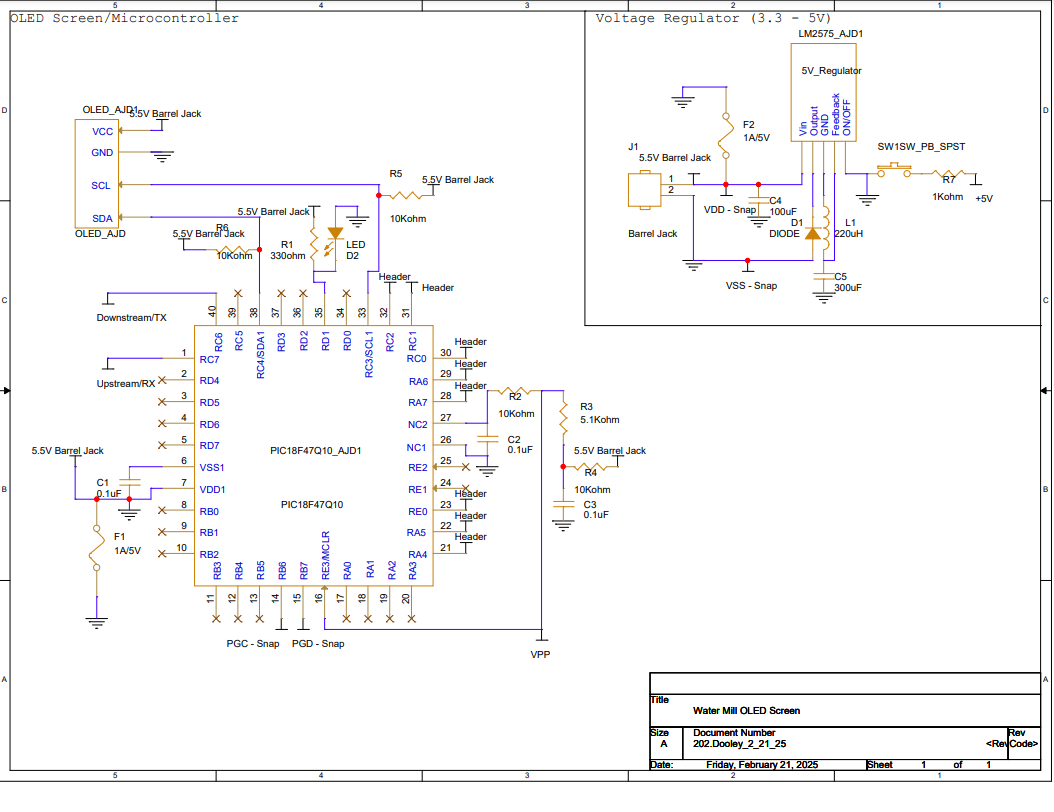 5
4
3
2
1
OLED Screen/Microcontroller
Voltage Regulator (3.3 - 5V)
LM2575_AJD1
5V_Regulator
Vin
Output
GND
Feedback
ON/OFF
F2
1A/5V
J1
5.5V Barrel Jack
1
2
Barrel Jack
VDD - Snap
C4
100uF
D1
DIODE
L1
220uH
SW1SW_PB_SPST
R7
1Kohm
+5V
VSS - Snap
C5
300uF
D
D
OLED_AJD1
5.5V Barrel Jack
VCC
GND
SCL
SDA
OLED_AJD
R5
5.5V Barrel Jack
10Kohm
5.5V Barrel Jack
R6
5.5V Barrel Jack
10Kohm
R1
330ohm
LED
D2
Header
Header
C
C
Downstream/TX
Upstream/RX
40
39
38
37
36
35
34
33
32
31
RC6
RC5
RC4/SDA1
RD3
RD2
RD1
RD0
RC3/SCL1
RC2
RC1
1
RC7
2
RD4
3
RD5
4
RD6
5
RD7
6
VSS1
7
VDD1
8
RB0
9
RB1
10
RB2
PIC18F47Q10_AJD1
PIC18F47Q10
RC0
30
Header
RA6
29
Header
RA7
28
Header
NC2
27
NC1
26
RE2
25
RE1
24
RE0
23
Header
RA5
22
Header
RA4
21
Header
RB3
RB4
RB5
RB6
RB7
RE3/MCLR
RA0
RA1
RA2
RA3
11
12
13
14
15
16
17
18
19
20
PGC - Snap
PGD - Snap
VPP
R2
10Kohm
C2
0.1uF
R3
5.1Kohm
5.5V Barrel Jack
R4
10Kohm
C3
0.1uF
5.5V Barrel Jack
C1
0.1uF
F1
1A/5V
B
B
A
A
Title
Water Mill OLED Screen
Size
Document Number
Rev
A
202.Dooley_2_21_25
<RevCode>
Date:
Friday, February 21, 2025
Sheet
1
of
1
5
4
3
2
1